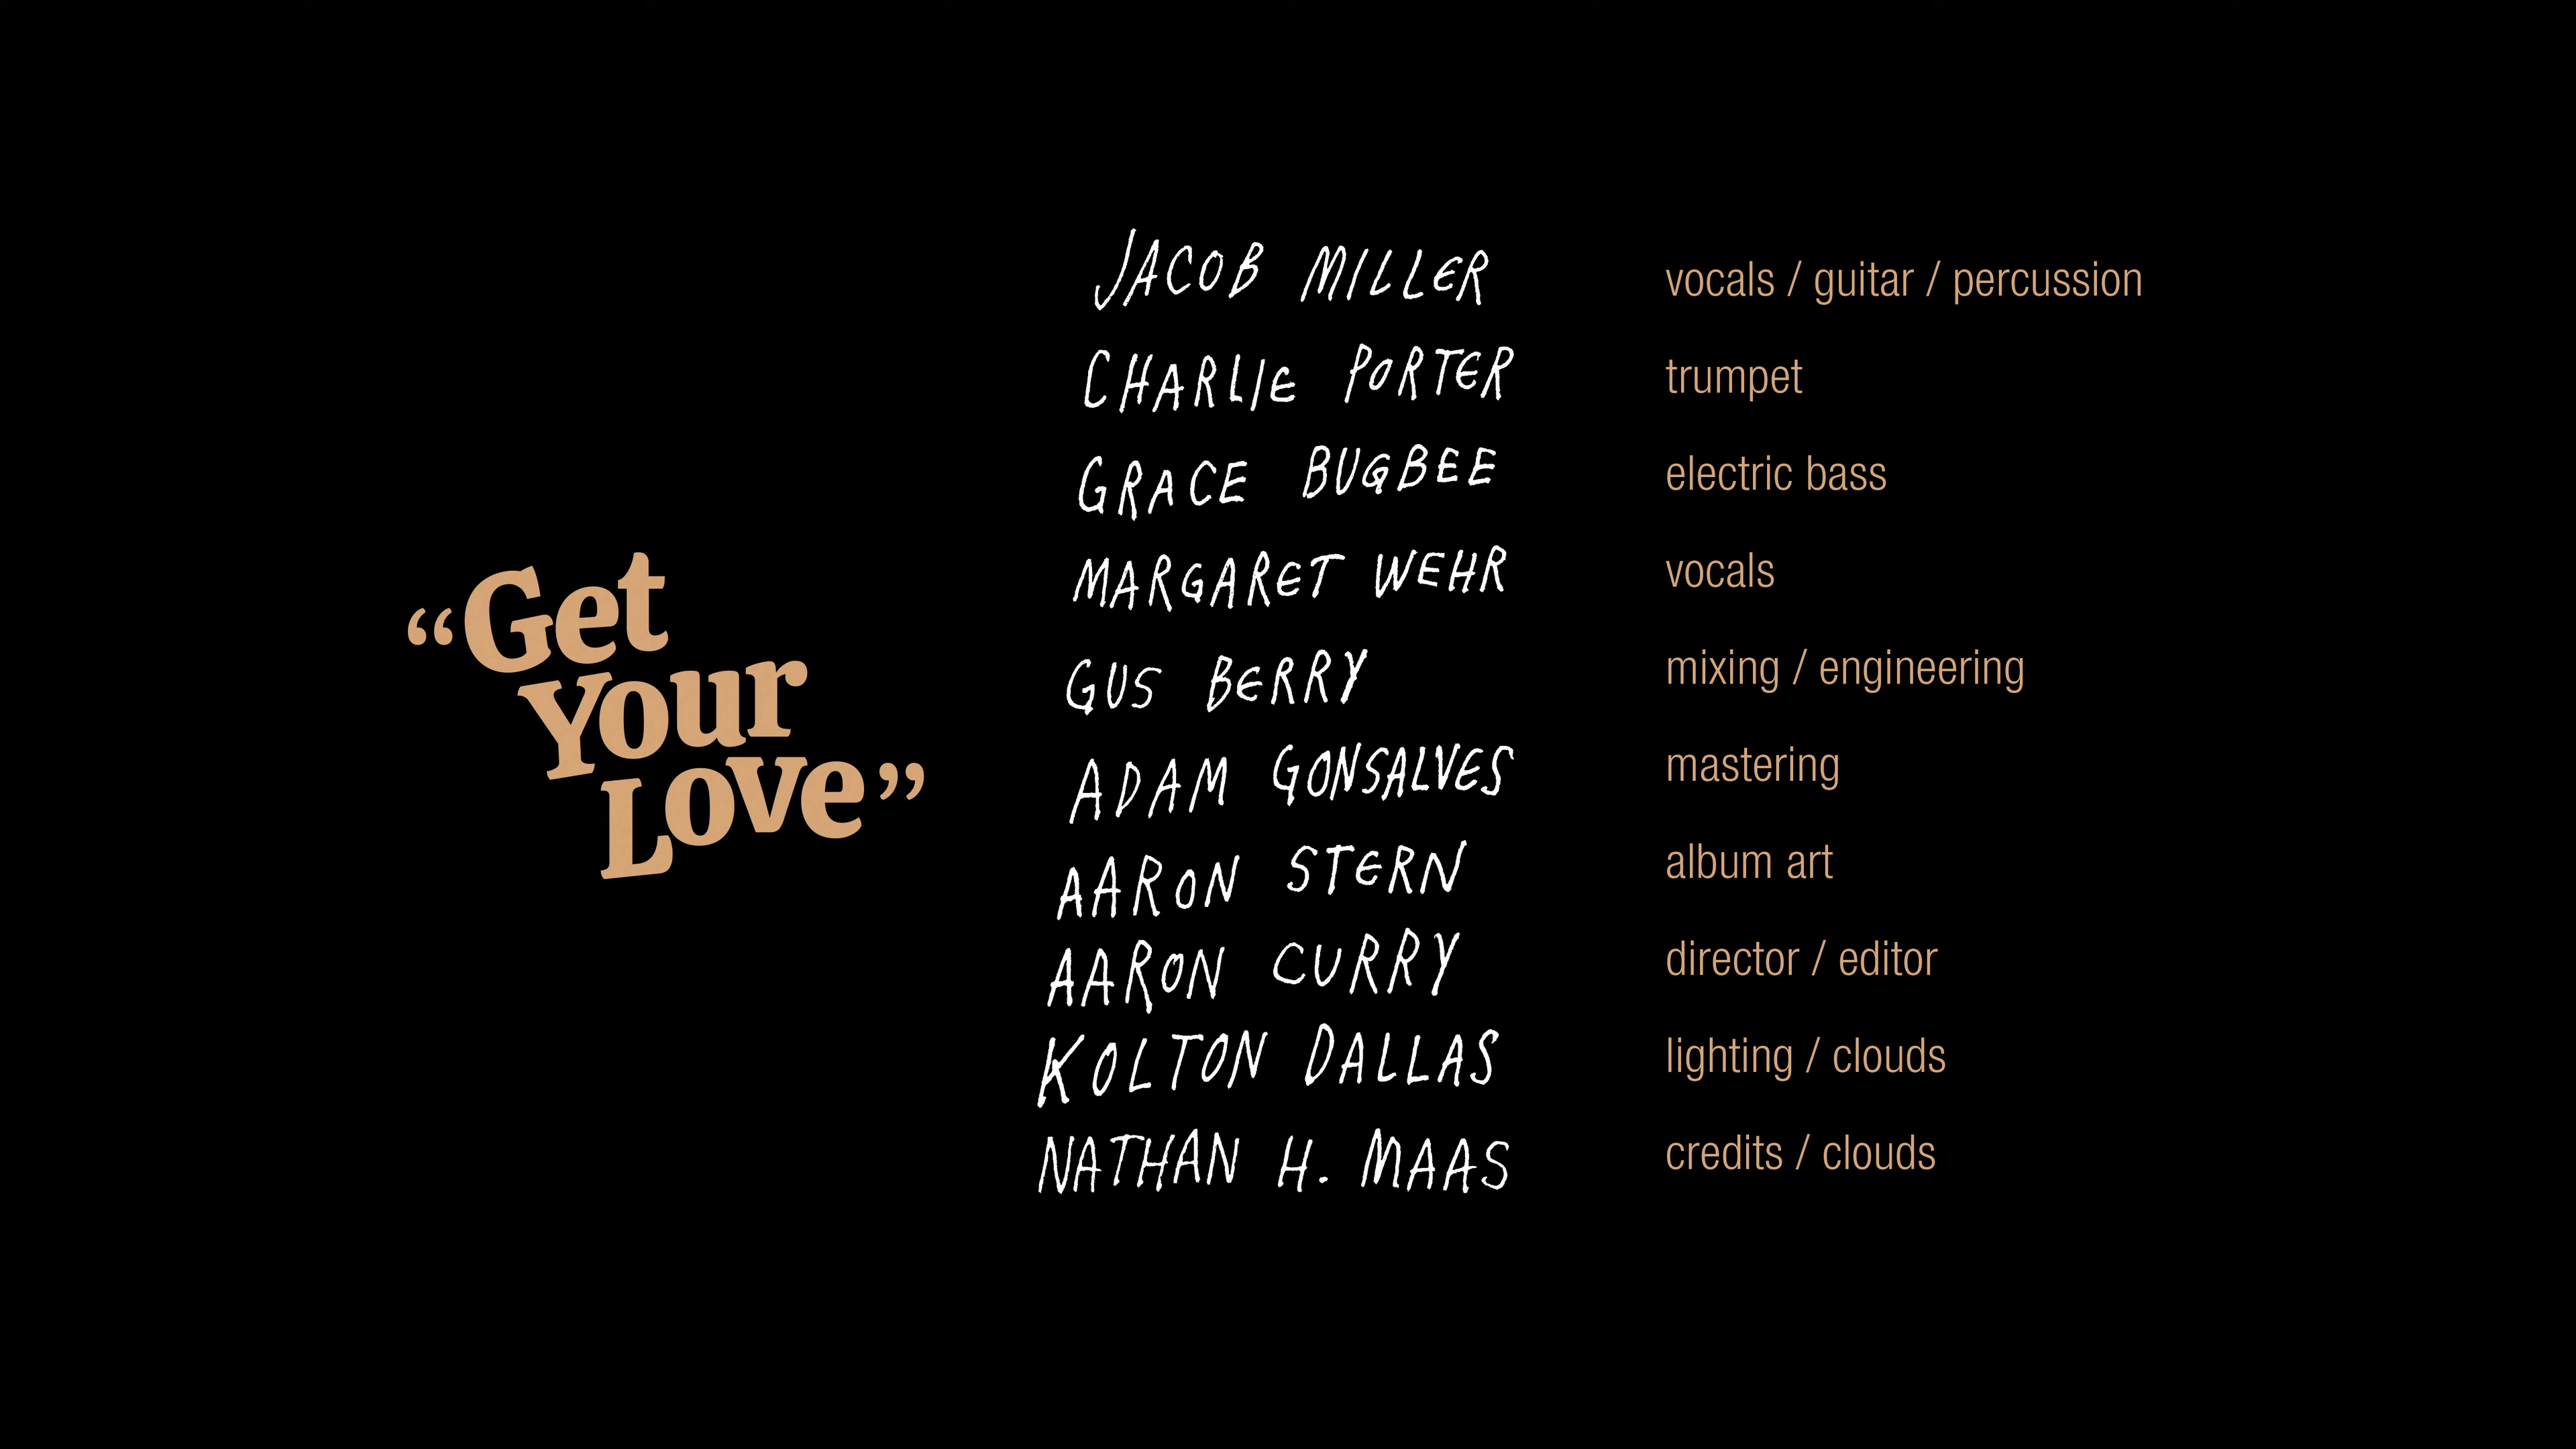 “Get
Your
Love”
JACOB MILLER vocals / guitar / percussion
CHARLIE PORTER trumpet
GRACE BUGBEE electric bass
MARGARET WEHR vocals
GUS BERRY mixing / engineering
ADAM GONSALVES mastering
AARON STERN album art
AARON CURRY director / editor
KOLTON DALLAS lighting / clouds
NATHAN H. MAAS credits / clouds